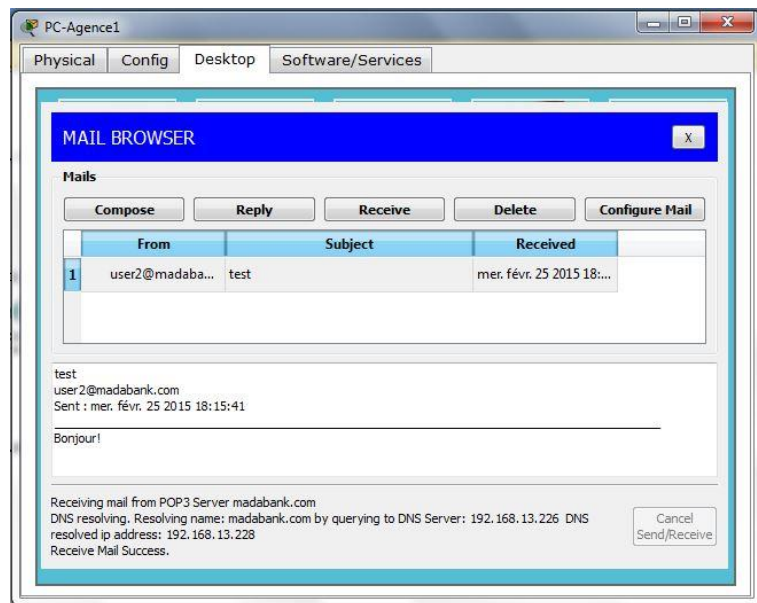 PC-Agence1
Physical Config Desktop Software/Services
MAIL BROWSER X
Mails
Compose Reply Receive Delete Configure Mail
From Subject Received
1 user2@madaba... test mer. févr. 25 2015 18:...
test
user2@madabank.com
Sent : mer. févr. 25 2015 18:15:41
Bonjour!
Receiving mail from POP3 Server madabank.com
DNS resolving. Resolving name: madabank.com by querying to DNS Server: 192.168.13.226 DNS
resolved ip address: 192.168.13.228
Receive Mail Success.
Cancel
Send/Receive